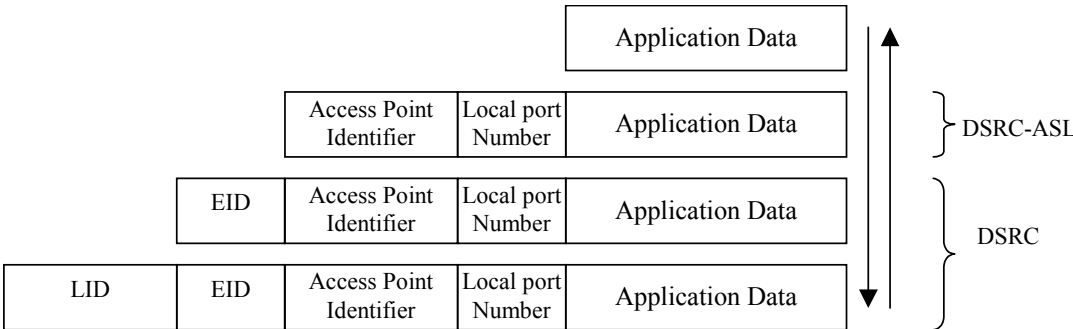 Application Data
Access Point
Identifier
Local port
Number
Application Data
DSRC-ASL
EID
Access Point
Identifier
Local port
Number
Application Data
DSRC
LID
EID
Access Point
Identifier
Local port
Number
Application Data